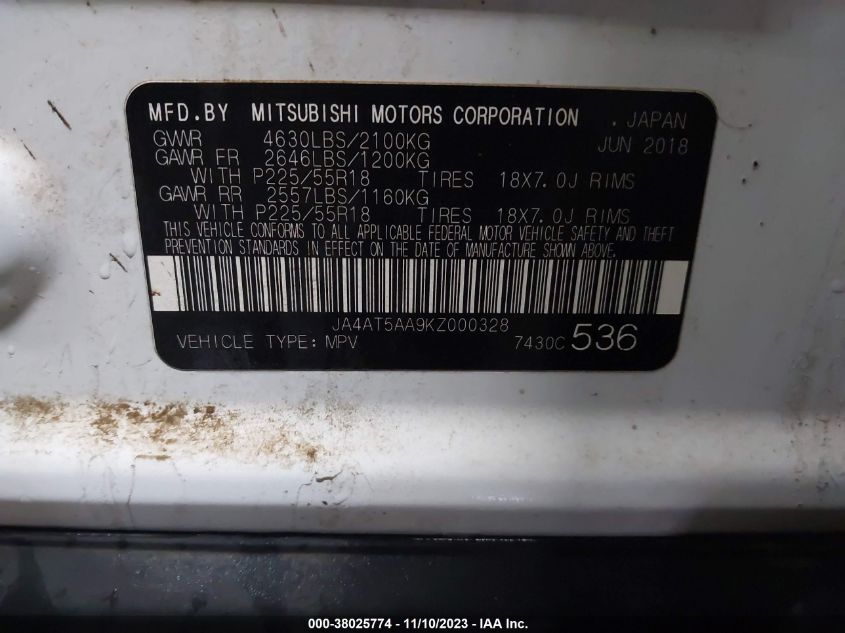 MFD.BY MITSUBISHI MOTORS CORPORATION . JAPAN
GVWR 4630LBS/2100KG JUN 2018
GAWR FR 2646LBS/1200KG
WITH P225/55R18 TIRES 18X7.0J RIMS
GAWR RR 2557LBS/1160KG
WITH P225/55R18 TIRES 18X7.0J RIMS
THIS VEHICLE CONFORMS TO ALL APPLICABLE FEDERAL MOTOR VEHICLE SAFETY AND THEFT
PREVENTION STANDARDS IN EFFECT ON THE DATE OF MANUFACTURE SHOWN ABOVE.
JA4AT5AA9KZ000328
VEHICLE TYPE: MPV 7430C 536
000-38025774 - 11/10/2023 - IAA Inc.